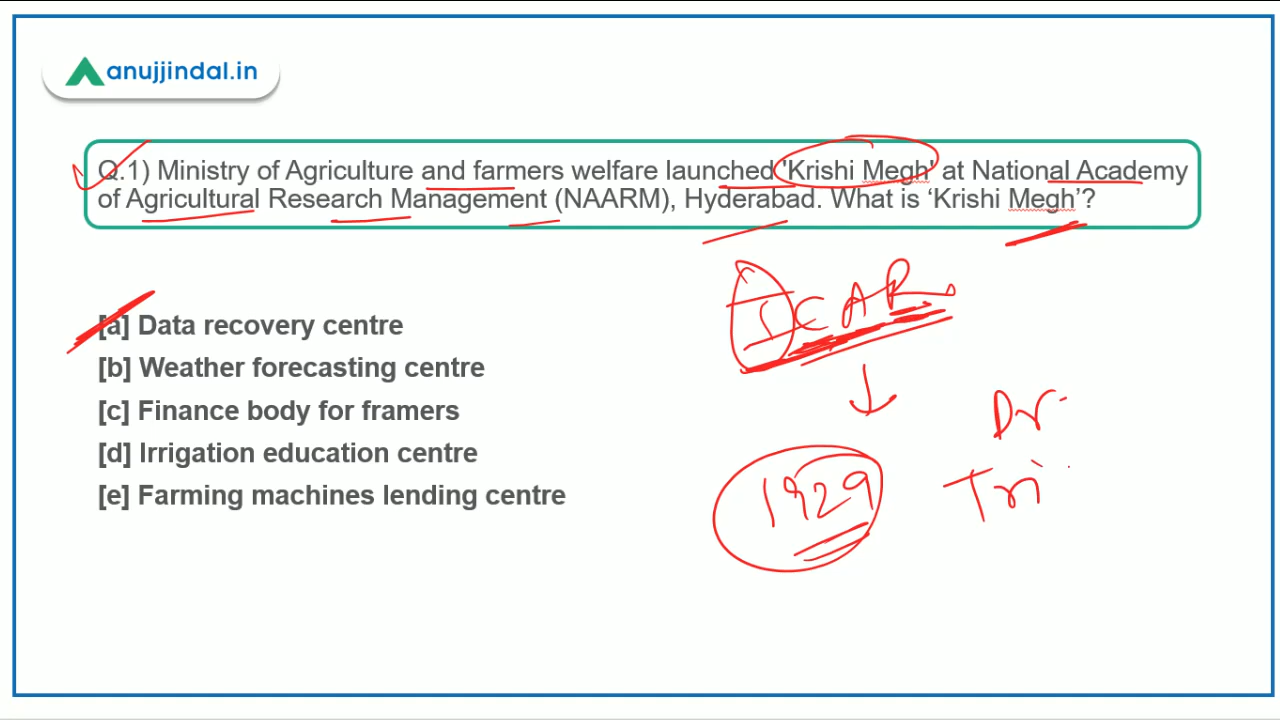 anujjindal.in
Q.1) Ministry of Agriculture and farmers welfare launched 'Krishi Megh' at National Academy
of Agricultural Research Management (NAARM), Hyderabad. What is ‘Krishi Megh’?
[a] Data recovery centre
[b] Weather forecasting centre
[c] Finance body for framers
[d] Irrigation education centre
[e] Farming machines lending centre
ICAR
1929
Dr.
Tri